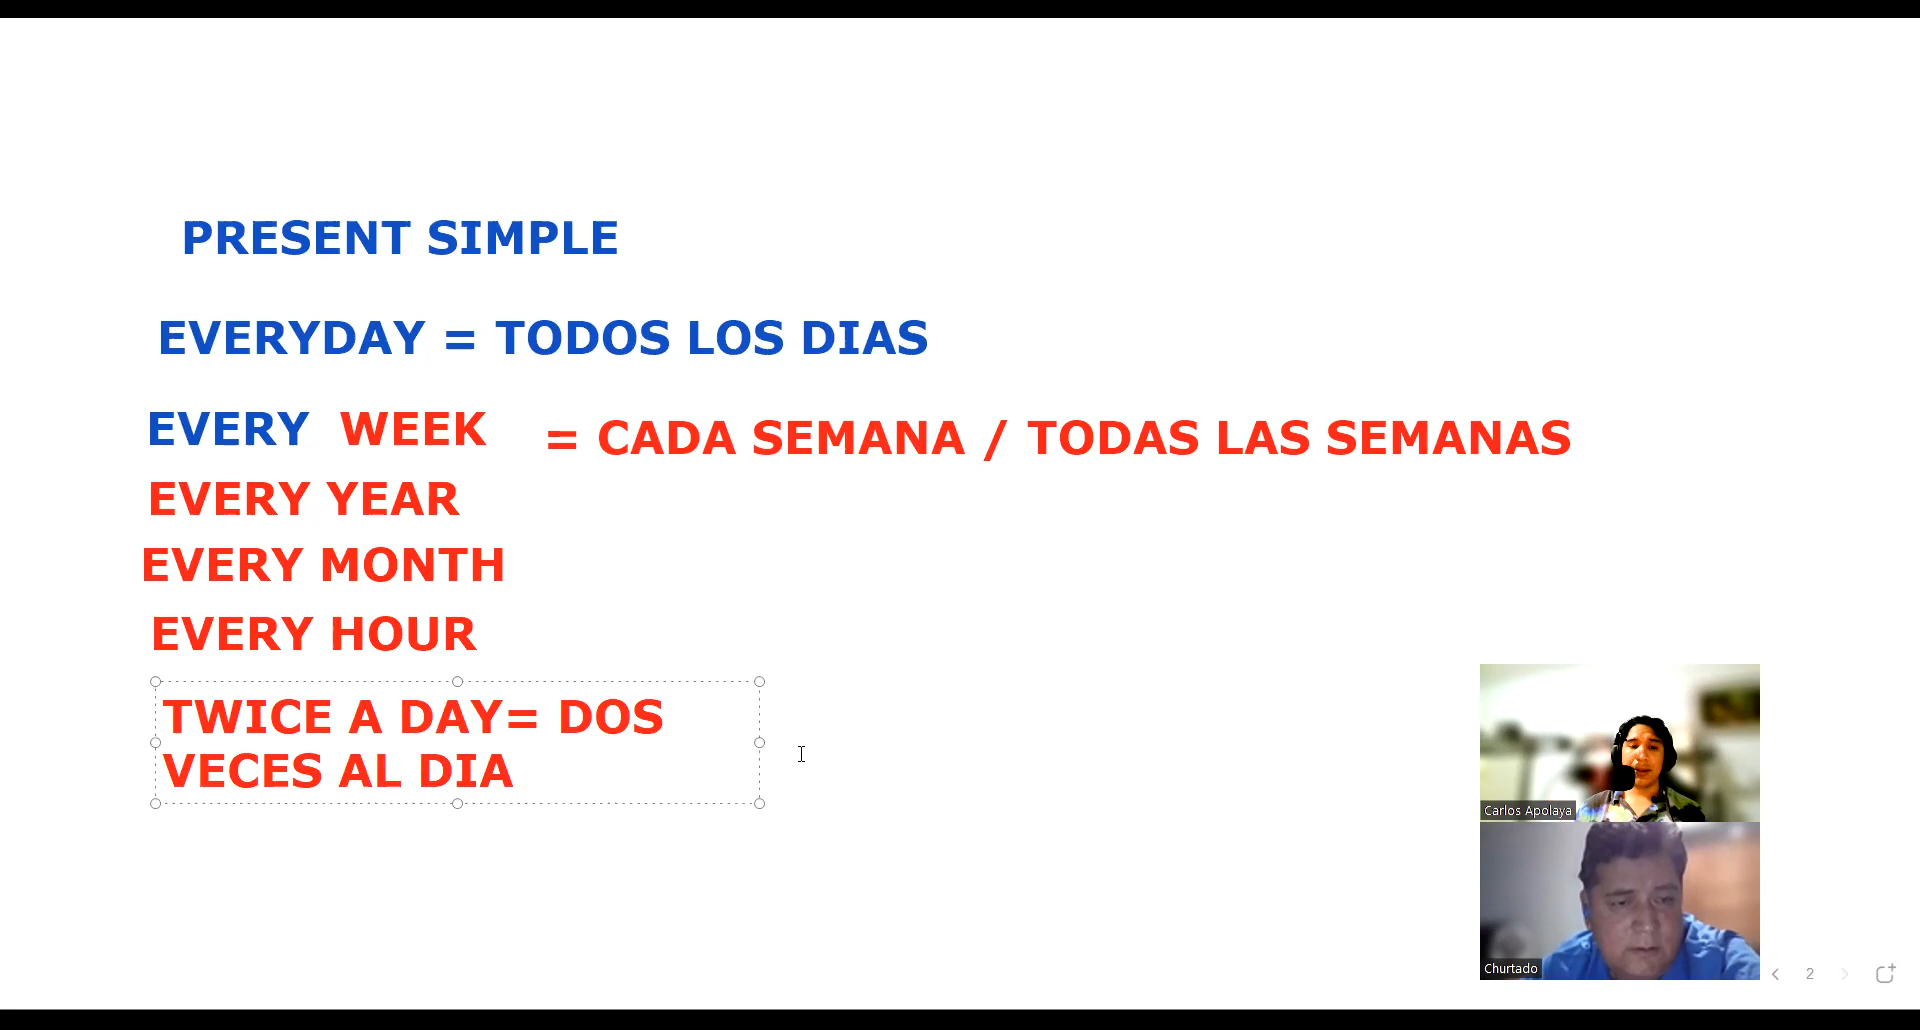 PRESENT SIMPLE
EVERYDAY = TODOS LOS DIAS
EVERY WEEK = CADA SEMANA / TODAS LAS SEMANAS
EVERY YEAR
EVERY MONTH
EVERY HOUR
TWICE A DAY= DOS
VECES AL DIA
Carlos Apolaya
Churtado
2